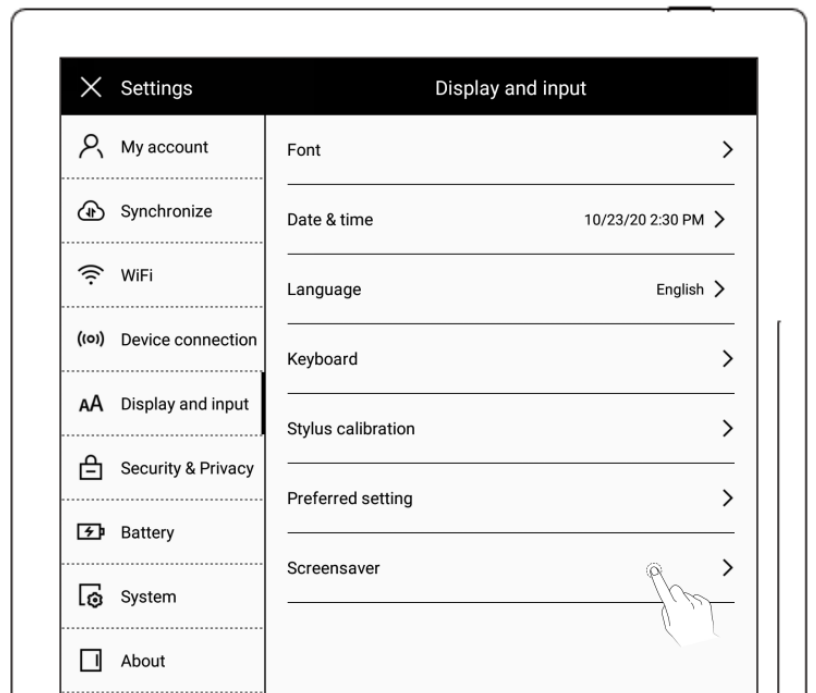 Settings
Display and input
My account
Synchronize
WiFi
Device connection
AA Display and input
Security & Privacy
Battery
System
About
Font
Date & time 10/23/20 2:30 PM
Language English
Keyboard
Stylus calibration
Preferred setting
Screensaver